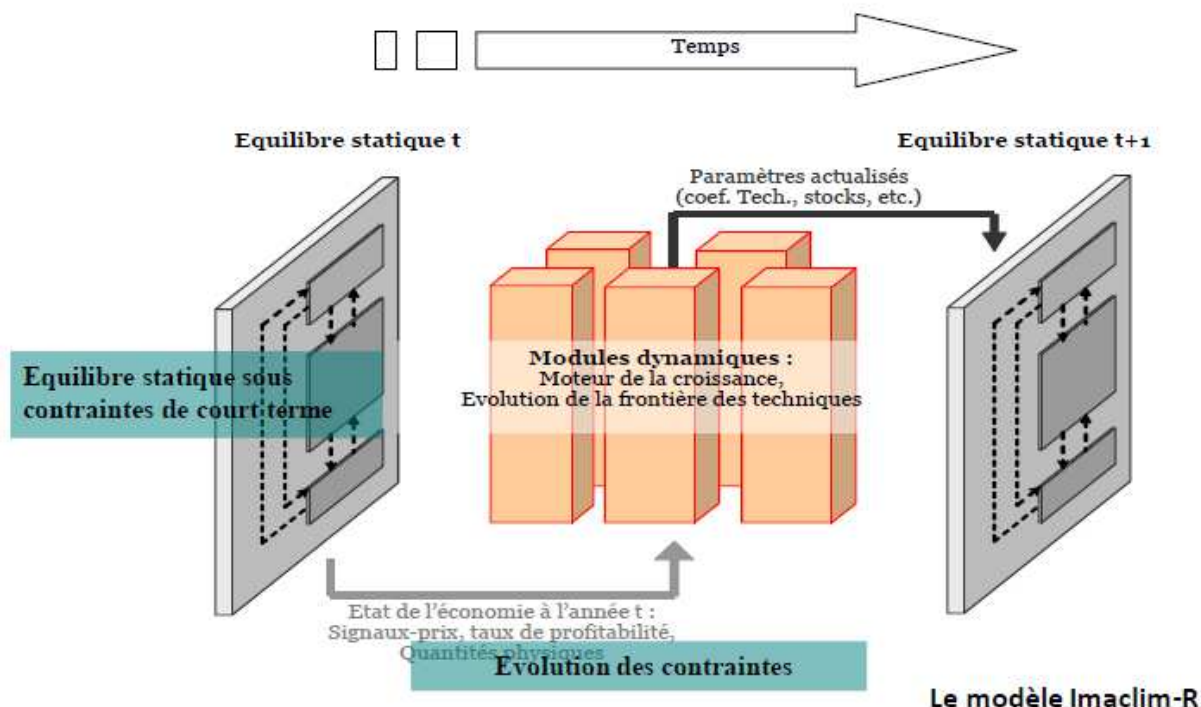 Temps
Equilibre statique t
Equilibre statique t+1
Paramètres actualisés
(coef. Tech., stocks, etc.)
Equilibre statique sous
contraintes de court terme
Modules dynamiques :
Moteur de la croissance,
Evolution de la frontière des techniques
Etat de l'économie à l'année t :
Signaux-prix, taux de profitabilité,
Quantités physiques
Evolution des contraintes
Le modèle Imaclim-R